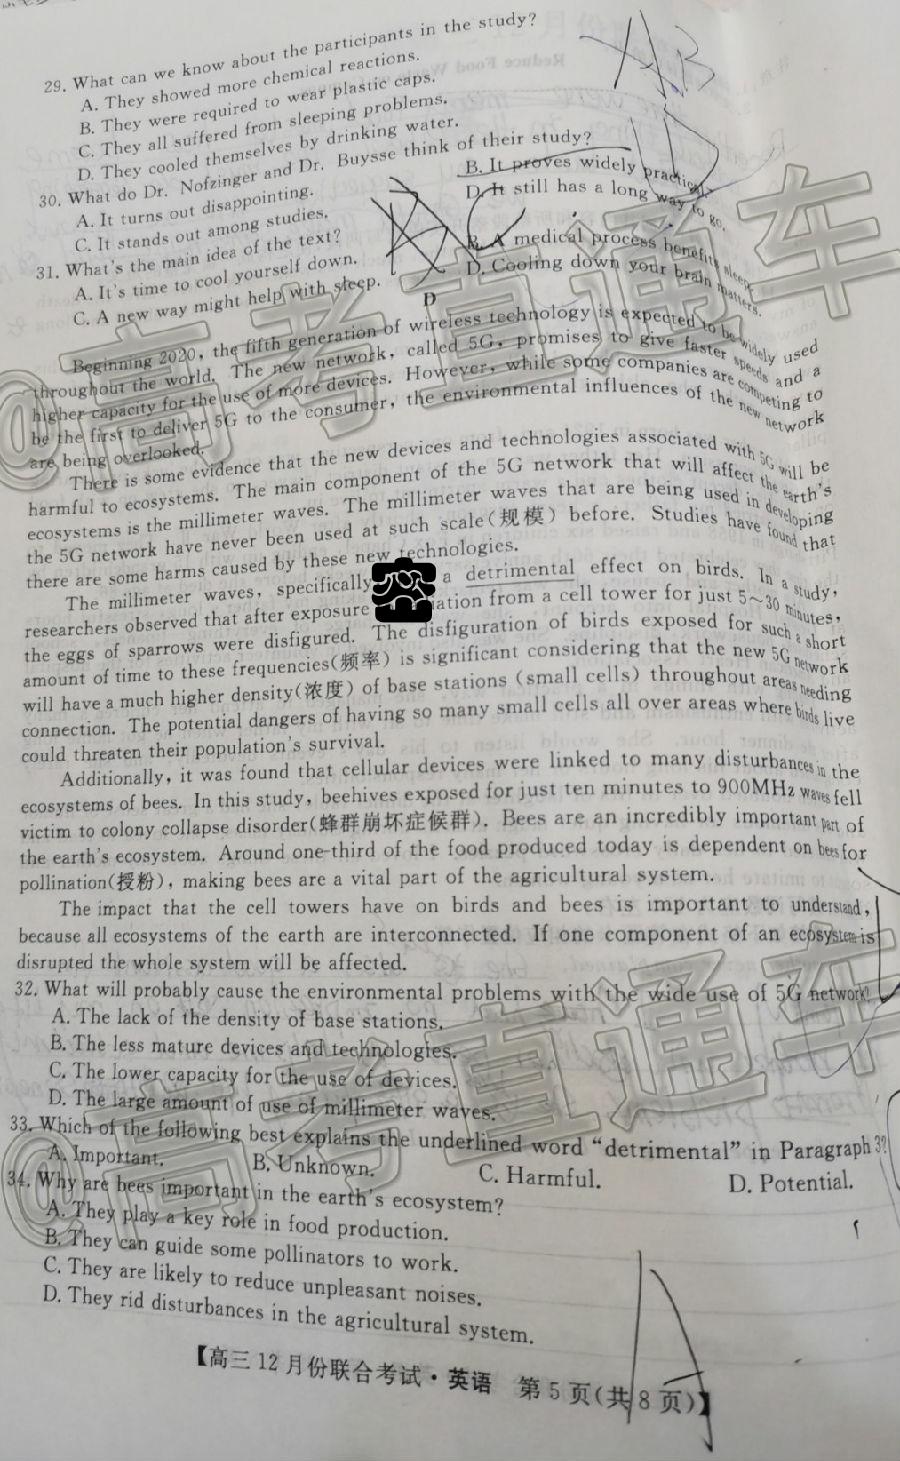 29. What can we know about the participants in the study?
A. They showed more chemical reactions.
B. They were required to wear plastic caps.
C. They all suffered from sleeping problems.
D. They cooled themselves by drinking water.
30. What do Dr. Nofzinger and Dr. Buysse think of their study?
A. It turns out disappointing.
B. It proves widely practical.
C. It stands out among studies.
D. It still has a long way to go.
31. What's the main idea of the text?
A. It's time to cool yourself down.
B. A medical process benefits sleep.
C. A new way might help with sleep.
D. Cooling down your brain matters.
D
Beginning 2020, the fifth generation of wireless technology is expected to be widely used
throughout the world. The new network, called 5G, promises to give faster speeds and a
higher capacity for the use of more devices. However, while some companies are competing to
be the first to deliver 5G to the consumer, the environmental influences of the new network
are being overlooked.
There is some evidence that the new devices and technologies associated with 5G will be
harmful to ecosystems. The main component of the 5G network that will affect the earth's
ecosystems is the millimeter waves. The millimeter waves that are being used in developing
the 5G network have never been used at such scale(规模) before. Studies have found that
there are some harms caused by these new technologies.
The millimeter waves, specifically a detrimental effect on birds. In a study,
researchers observed that after exposure ation from a cell tower for just 5~30 minutes,
the eggs of sparrows were disfigured. The disfiguration of birds exposed for such a short
amount of time to these frequencies(频率) is significant considering that the new 5G network
will have a much higher density(浓度) of base stations (small cells) throughout areas needing
connection. The potential dangers of having so many small cells all over areas where birds live
could threaten their population's survival.
Additionally, it was found that cellular devices were linked to many disturbances in the
ecosystems of bees. In this study, beehives exposed for just ten minutes to 900MHz waves fell
victim to colony collapse disorder(蜂群崩坏症候群). Bees are an incredibly important part of
the earth's ecosystem. Around one-third of the food produced today is dependent on bees for
pollination(授粉), making bees are a vital part of the agricultural system.
The impact that the cell towers have on birds and bees is important to understand,
because all ecosystems of the earth are interconnected. If one component of an ecosystem is
disrupted the whole system will be affected.
32. What will probably cause the environmental problems with the wide use of 5G network?
A. The lack of the density of base stations.
B. The less mature devices and technologies.
C. The lower capacity for the use of devices.
D. The large amount of use of millimeter waves.
33. Which of the following best explains the underlined word "detrimental" in Paragraph 3?
A. Important. B. Unknown. C. Harmful. D. Potential.
34. Why are bees important in the earth's ecosystem?
A. They play a key role in food production.
B. They can guide some pollinators to work.
C. They are likely to reduce unpleasant noises.
D. They rid disturbances in the agricultural system.
【高三12月份联合考试·英语 第5页(共8页)】
@高考直通车
@高考直通车